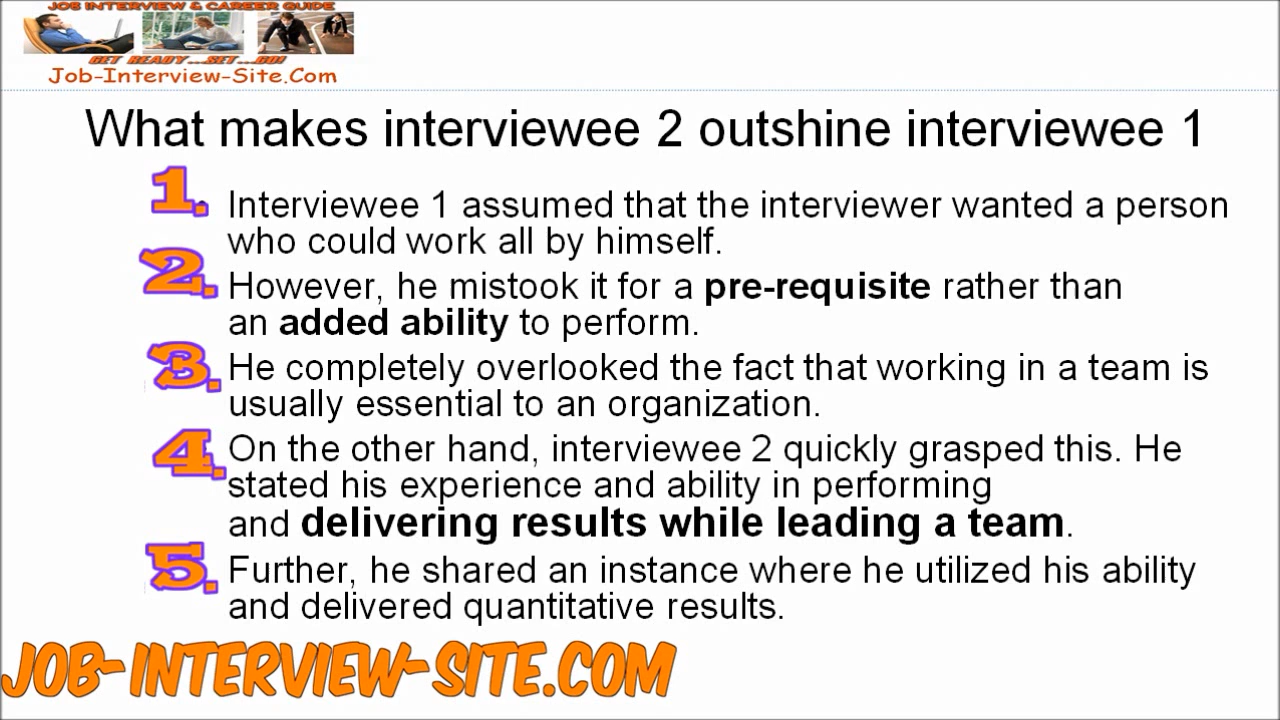 JOB INTERVIEW & CAREER GUIDE
GET READY...SET...GO!
Job-Interview-Site.Com
What makes interviewee 2 outshine interviewee 1
1. Interviewee 1 assumed that the interviewer wanted a person
who could work all by himself.
2. However, he mistook it for a pre-requisite rather than
an added ability to perform.
3. He completely overlooked the fact that working in a team is
usually essential to an organization.
4. On the other hand, interviewee 2 quickly grasped this. He
stated his experience and ability in performing
and delivering results while leading a team.
5. Further, he shared an instance where he utilized his ability
and delivered quantitative results.
JOB-INTERVIEW-SITE.COM